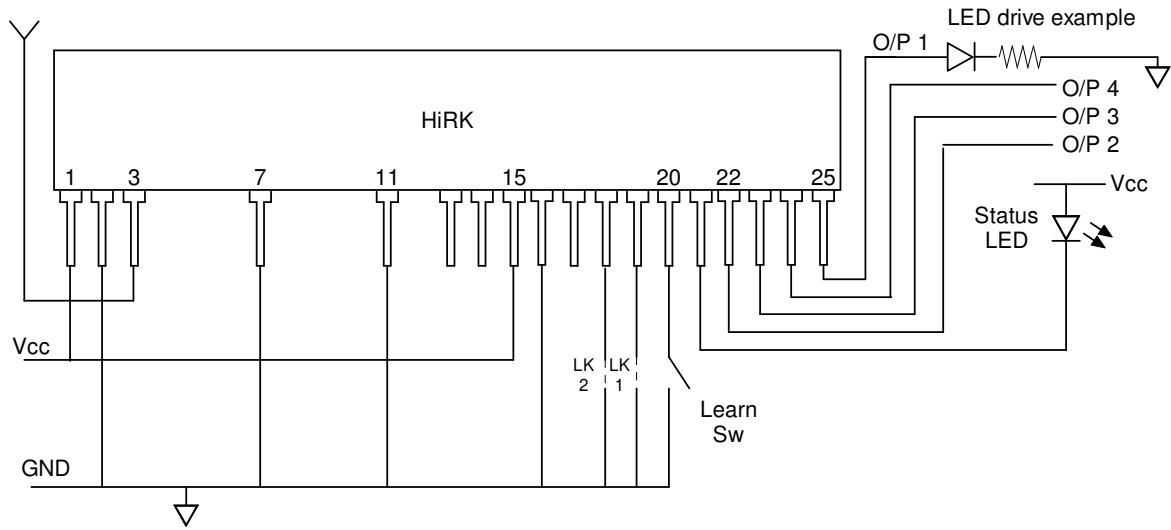 LED drive example
O/P 1
O/P 4
HiRK
O/P 3
O/P 2
1 3 7 11 15 20 22 25
Vcc
Status
LED
Vcc
LK LK
2 1
Learn
Sw
GND